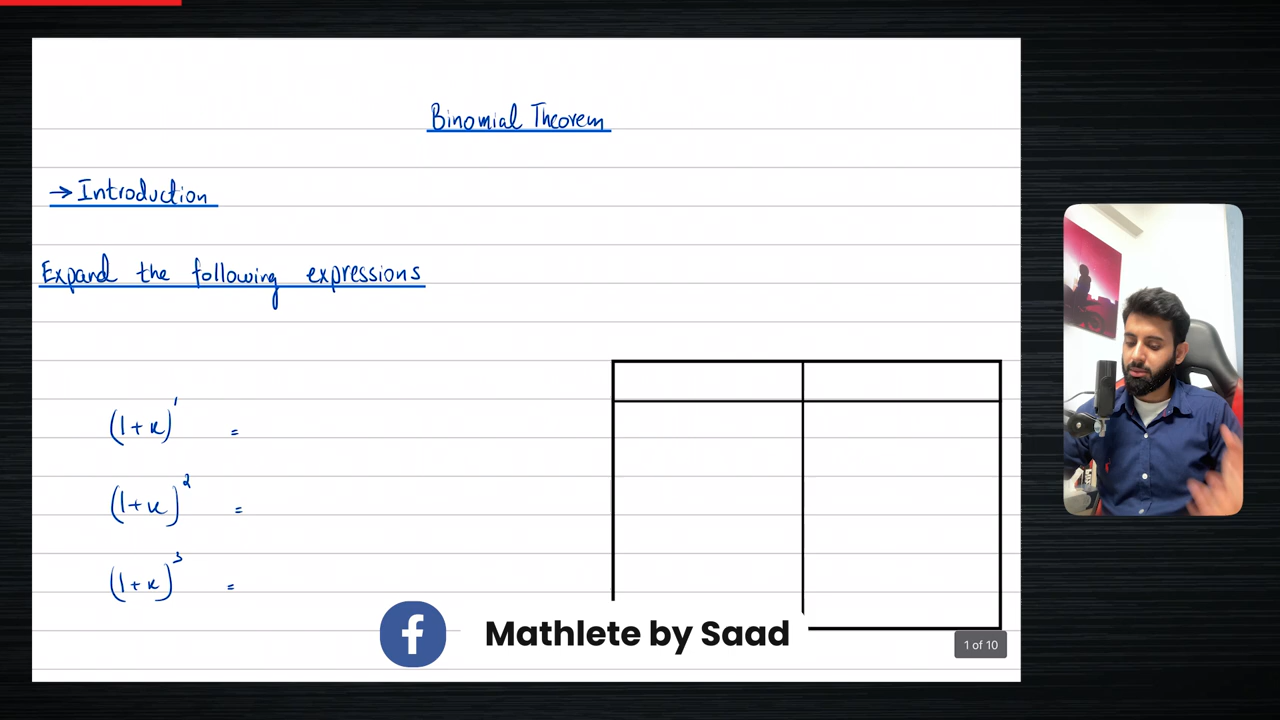 Binomial Theorem
→ Introduction
Expand the following expressions
(1+x)¹ =
(1+x)² =
(1+x)³ =
Mathlete by Saad
1 of 10